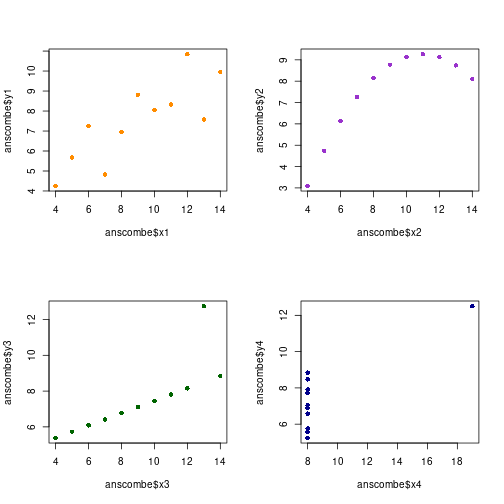 anscombe$y1
4 5 6 7 8 9 10
4 6 8 10 12 14
anscombe$x1
anscombe$y2
3 4 5 6 7 8 9
4 6 8 10 12 14
anscombe$x2
anscombe$y3
6 8 10 12
4 6 8 10 12 14
anscombe$x3
anscombe$y4
6 8 10 12
8 10 12 14 16 18
anscombe$x4